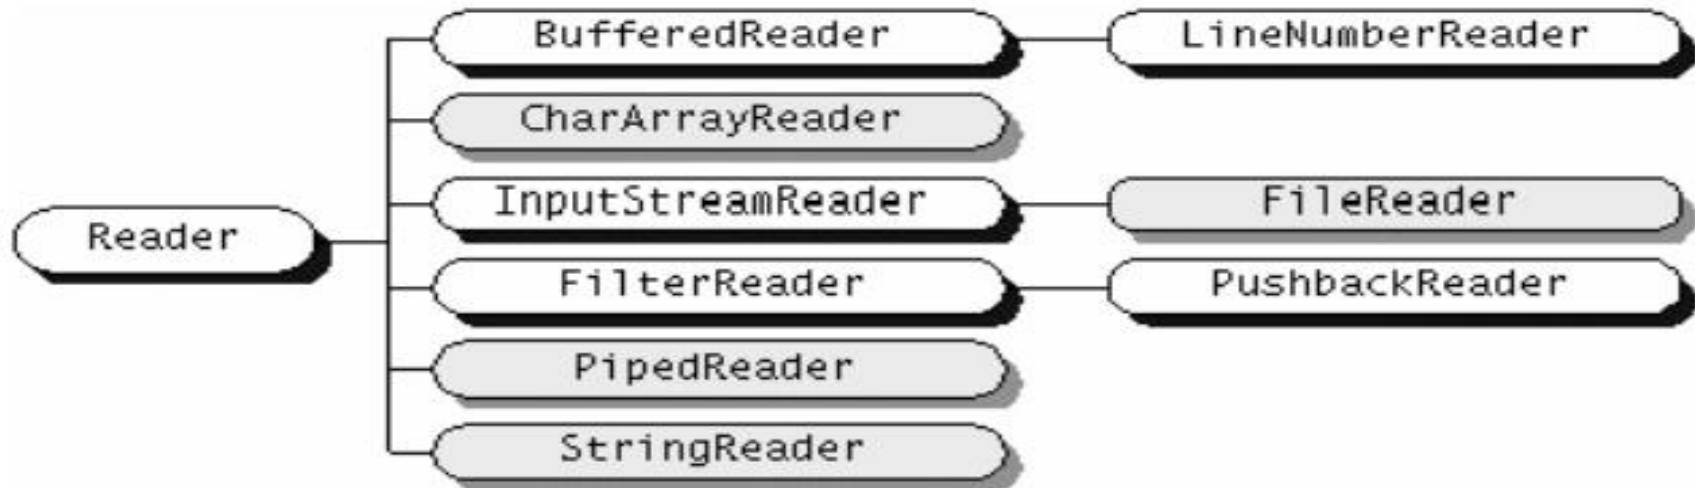 BufferedReader
LineNumberReader
CharArrayReader
InputStreamReader
FileReader
Reader
FilterReader
PushbackReader
PipedReader
StringReader